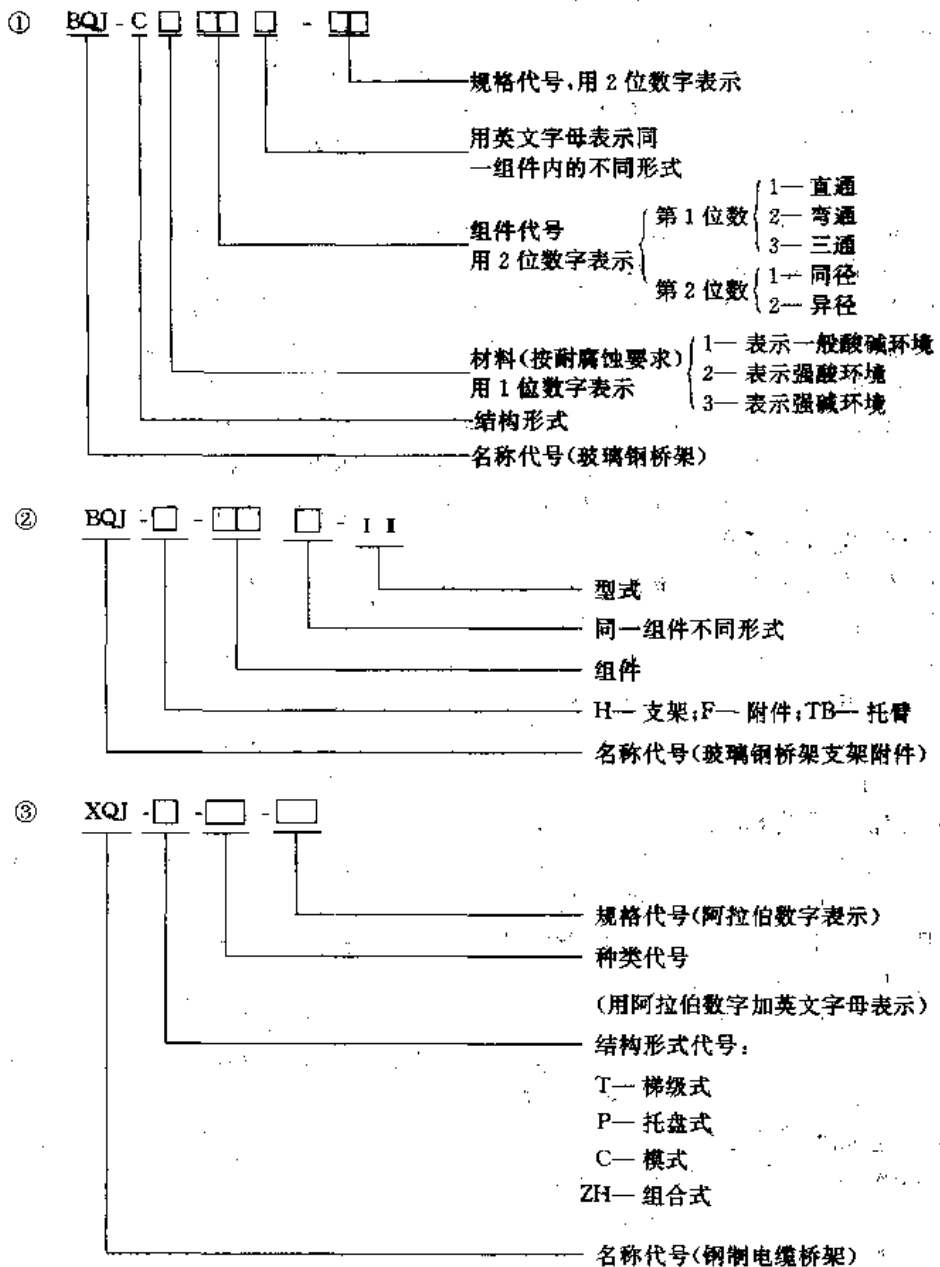 ① BQJ - C □ □□ □ - □□
规格代号,用 2 位数字表示
用英文字母表示同
一组件内的不同形式
组件代号
用 2 位数字表示
第 1 位数
1— 直通
2— 弯通
3— 三通
第 2 位数
1— 同径
2— 异径
材料(按耐腐蚀要求)
用 1 位数字表示
1— 表示一般酸碱环境
2— 表示强酸环境
3— 表示强碱环境
结构形式
名称代号(玻璃钢桥架)
② BQJ - □ - □□ □ - I II
型式
同一组件不同形式
组件
H— 支架;F— 附件;TB— 托臂
名称代号(玻璃钢桥架支架附件)
③ XQJ - □ - □ - □
规格代号(阿拉伯数字表示)
种类代号
(用阿拉伯数字加英文字母表示)
结构形式代号:
T— 梯级式
P— 托盘式
C— 模式
ZH— 组合式
名称代号(钢制电缆桥架)